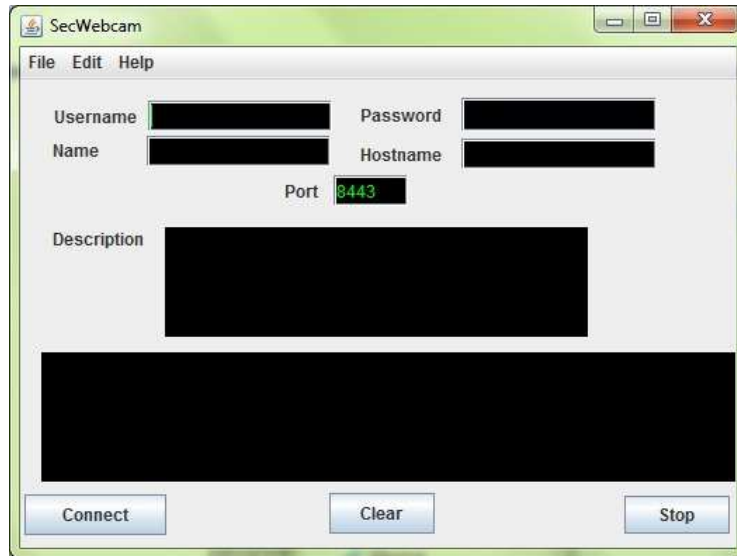 SecWebcam
File Edit Help
Username Password
Name Hostname
Port 8443
Description
Connect Clear Stop